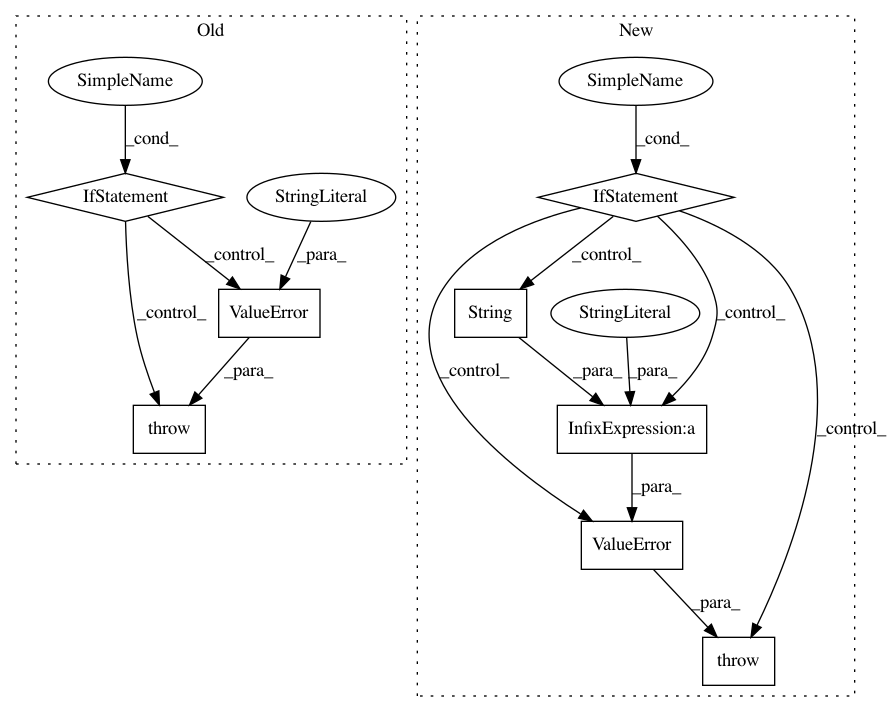 Old
New
SimpleName
SimpleName
_cond_
_cond_
IfStatement
StringLiteral
IfStatement
_control_
_para_
_control_
_control_
ValueError
String
StringLiteral
_control_
_para_
_control_
_para_
_para_
_control_
throw
InfixExpression:a
_para_
ValueError
_para_
throw